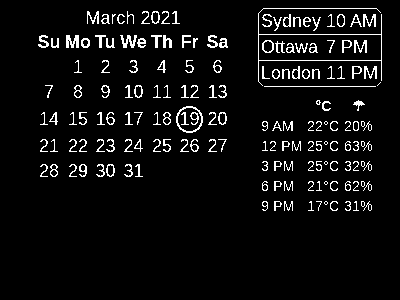 March 2021
Su Mo Tu We Th Fr Sa
1 2 3 4 5 6
7 8 9 10 11 12 13
14 15 16 17 18 19 20
21 22 23 24 25 26 27
28 29 30 31
Sydney 10 AM
Ottawa 7 PM
London 11 PM
°C ☂
9 AM 22°C 20%
12 PM 25°C 63%
3 PM 25°C 32%
6 PM 21°C 62%
9 PM 17°C 31%